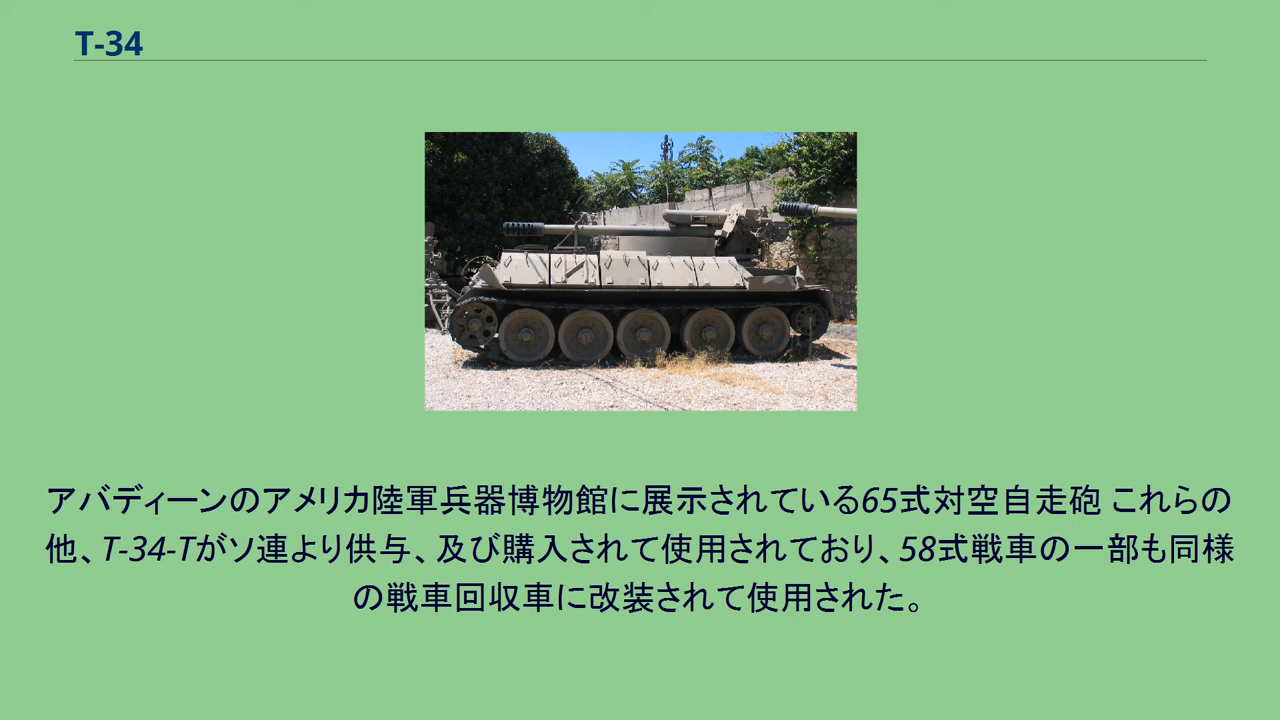 T-34
アバディーンのアメリカ陸軍兵器博物館に展示されている65式対空自走砲 これらの
他、T-34-Tがソ連より供与、及び購入されて使用されており、58式戦車の一部も同様
の戦車回収車に改装されて使用された。